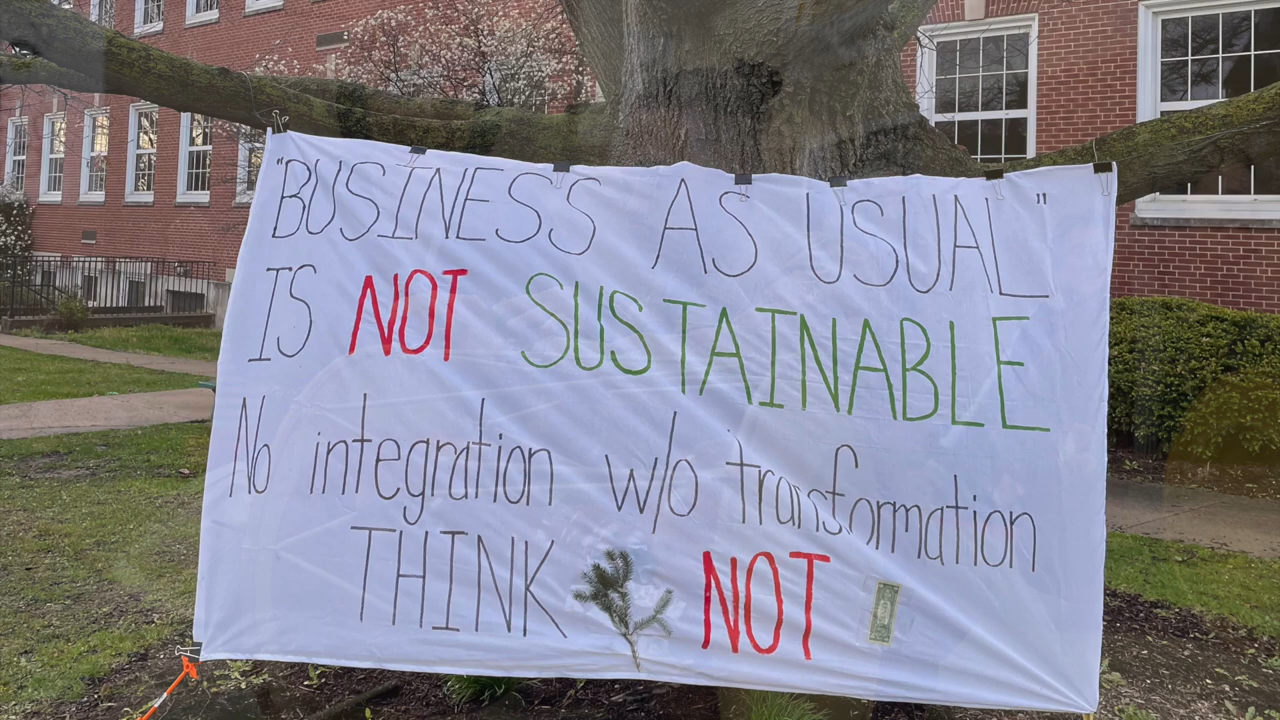 "BUSINESS AS USUAL"
IS NOT SUSTAINABLE
No integration w/o transformation
THINK NOT